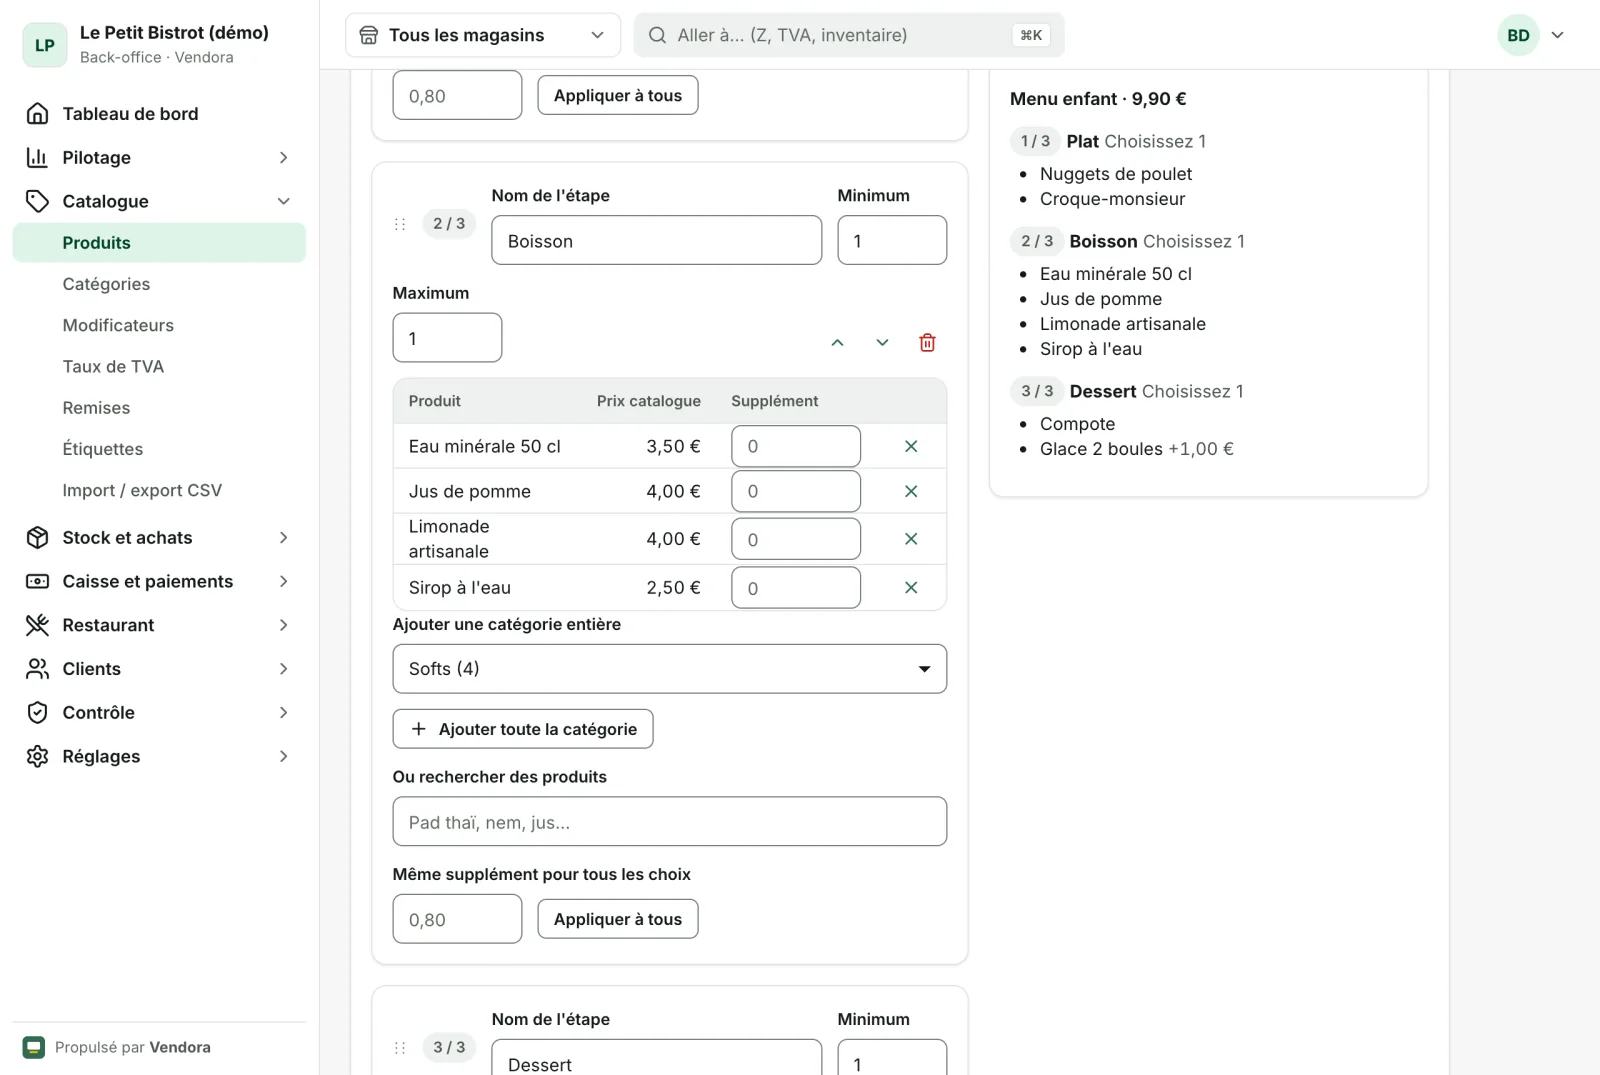 LP
Le Petit Bistrot (démo)
Back-office · Vendora
Tableau de bord
Pilotage
Catalogue
Produits
Catégories
Modificateurs
Taux de TVA
Remises
Étiquettes
Import / export CSV
Stock et achats
Caisse et paiements
Restaurant
Clients
Contrôle
Réglages
Propulsé par Vendora
Tous les magasins
Aller à... (Z, TVA, inventaire)
⌘K
BD
0,80
Appliquer à tous
2 / 3
Nom de l'étape
Boisson
Minimum
1
Maximum
1
Produit Prix catalogue Supplément
Eau minérale 50 cl 3,50 € 0
Jus de pomme 4,00 € 0
Limonade
artisanale 4,00 € 0
Sirop à l'eau 2,50 € 0
Ajouter une catégorie entière
Softs (4)
Ajouter toute la catégorie
Ou rechercher des produits
Pad thaï, nem, jus...
Même supplément pour tous les choix
0,80
Appliquer à tous
3 / 3
Nom de l'étape
Dessert
Minimum
1
Menu enfant · 9,90 €
1 / 3 Plat Choisissez 1
Nuggets de poulet
Croque-monsieur
2 / 3 Boisson Choisissez 1
Eau minérale 50 cl
Jus de pomme
Limonade artisanale
Sirop à l'eau
3 / 3 Dessert Choisissez 1
Compote
Glace 2 boules +1,00 €